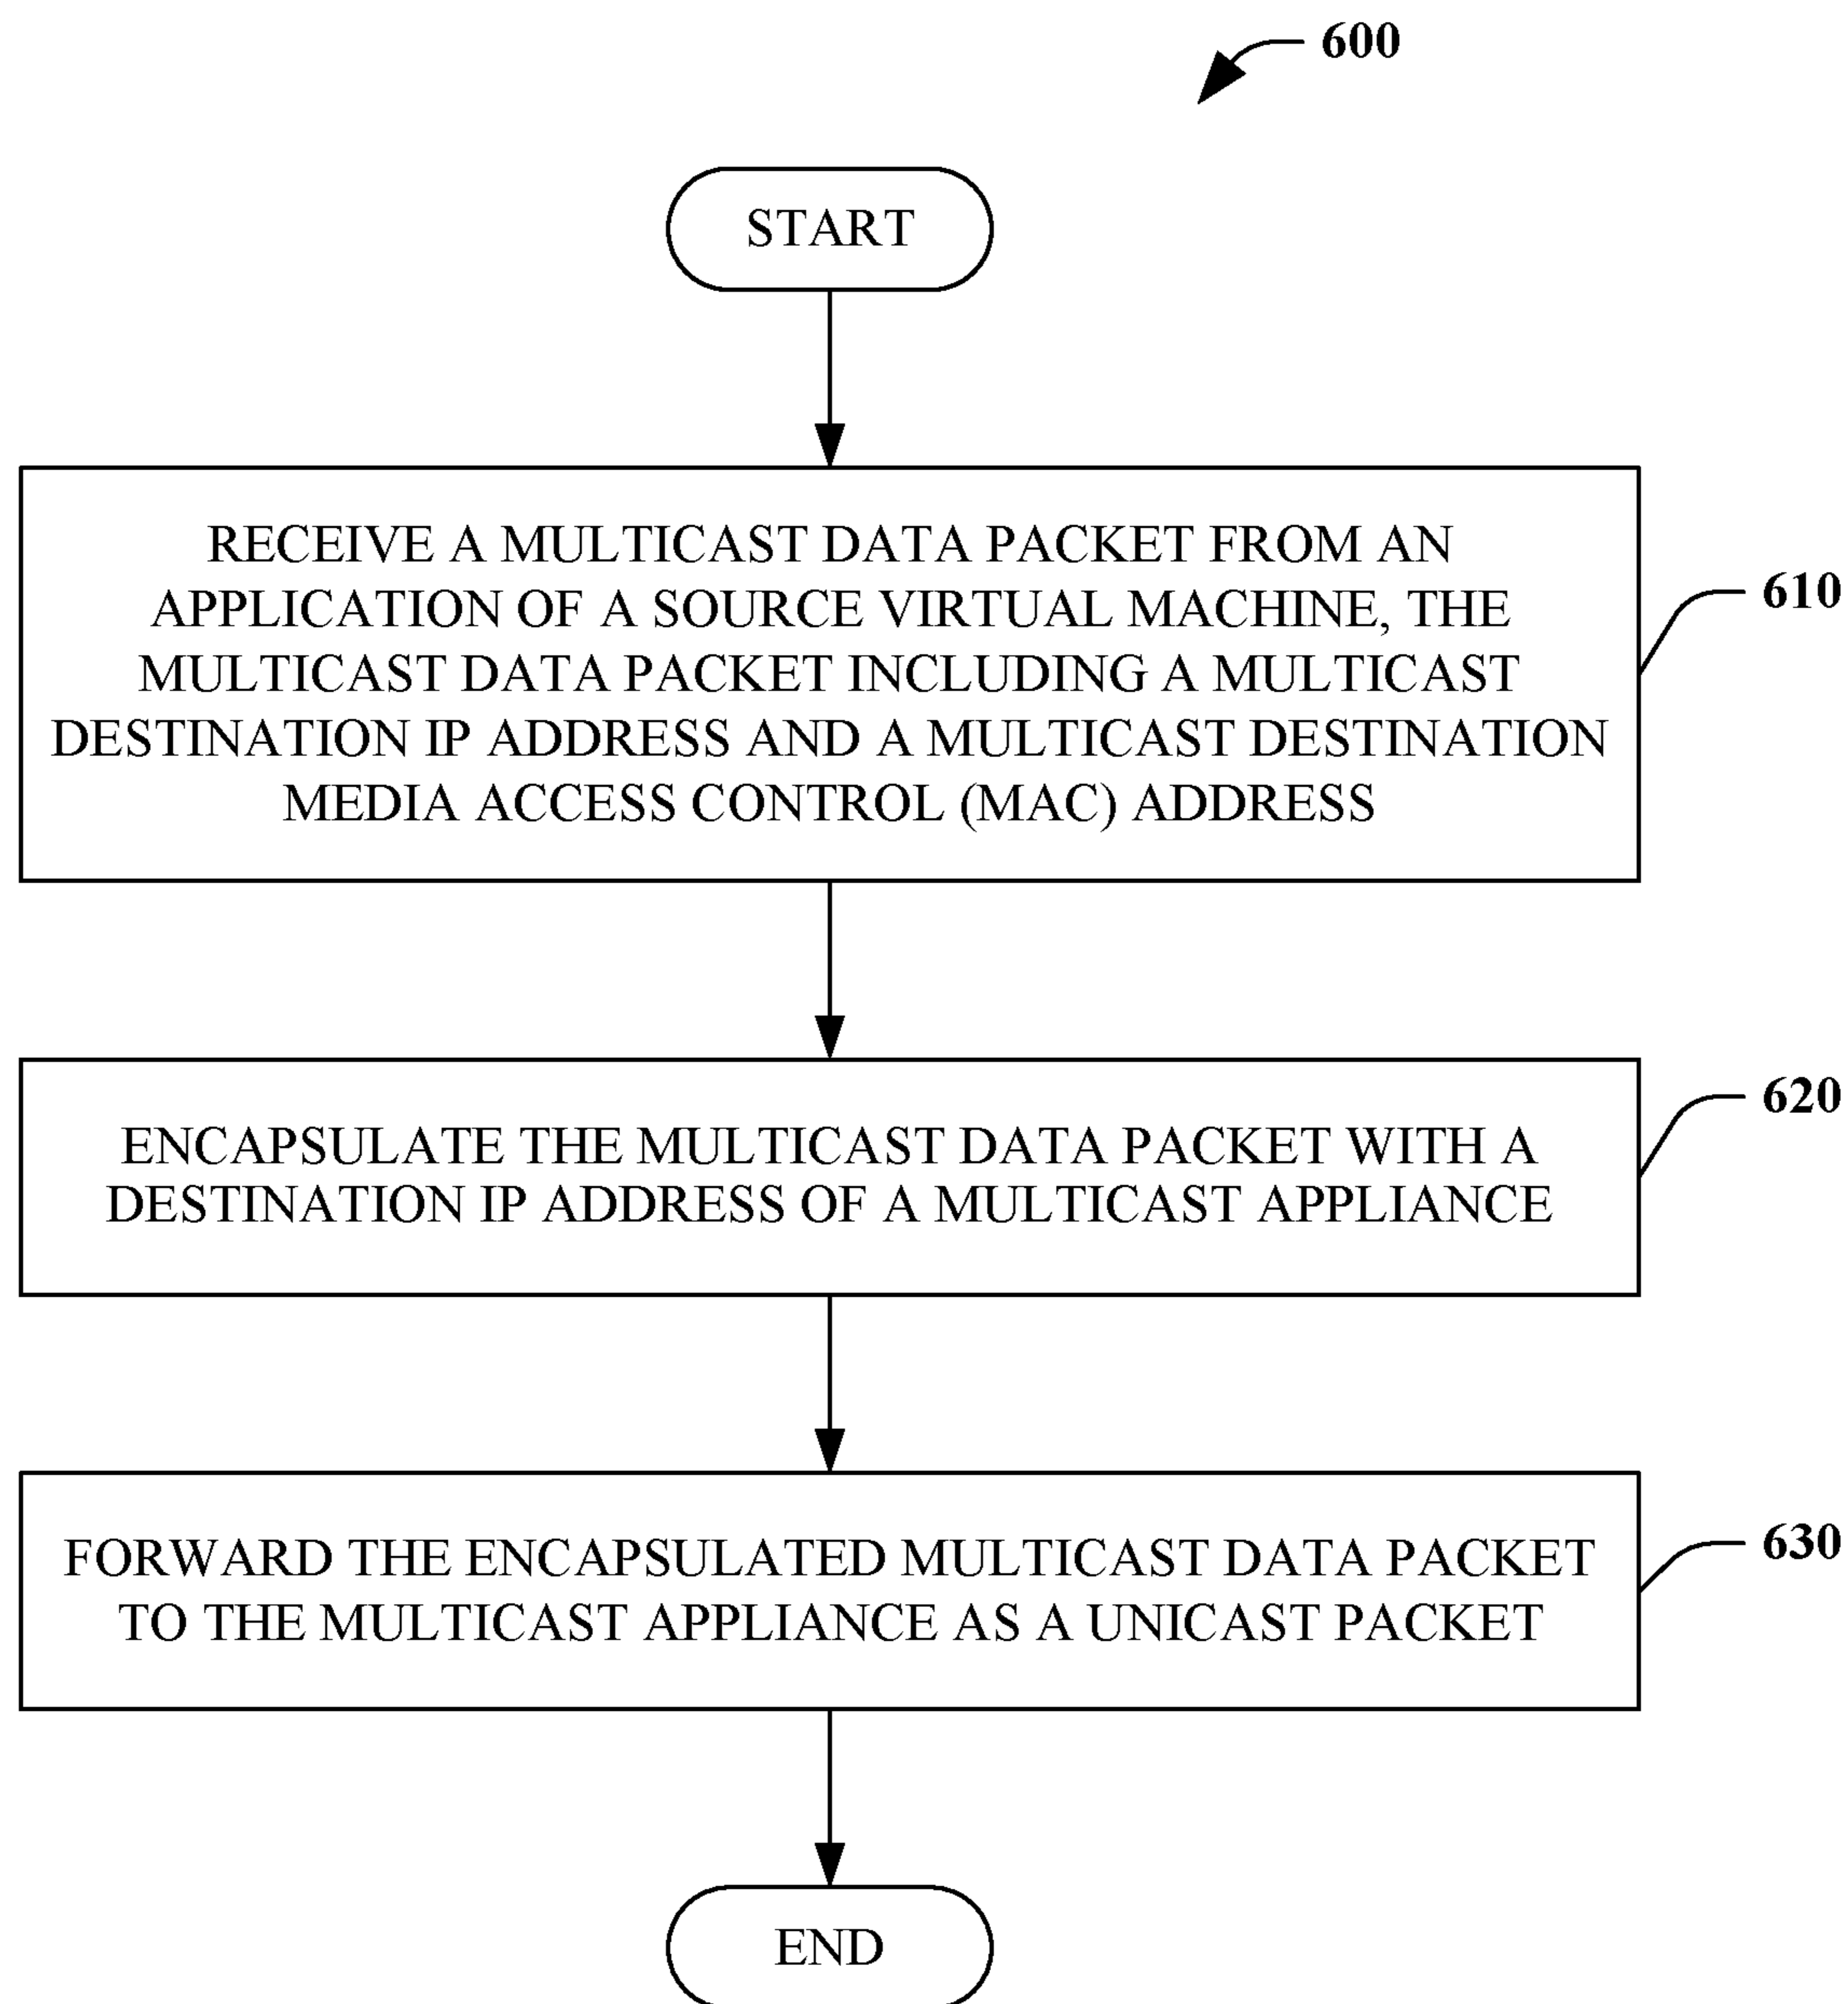 600
START
RECEIVE A MULTICAST DATA PACKET FROM AN
APPLICATION OF A SOURCE VIRTUAL MACHINE, THE
MULTICAST DATA PACKET INCLUDING A MULTICAST
DESTINATION IP ADDRESS AND A MULTICAST DESTINATION
MEDIA ACCESS CONTROL (MAC) ADDRESS
610
ENCAPSULATE THE MULTICAST DATA PACKET WITH A
DESTINATION IP ADDRESS OF A MULTICAST APPLIANCE
620
FORWARD THE ENCAPSULATED MULTICAST DATA PACKET
TO THE MULTICAST APPLIANCE AS A UNICAST PACKET
630
END